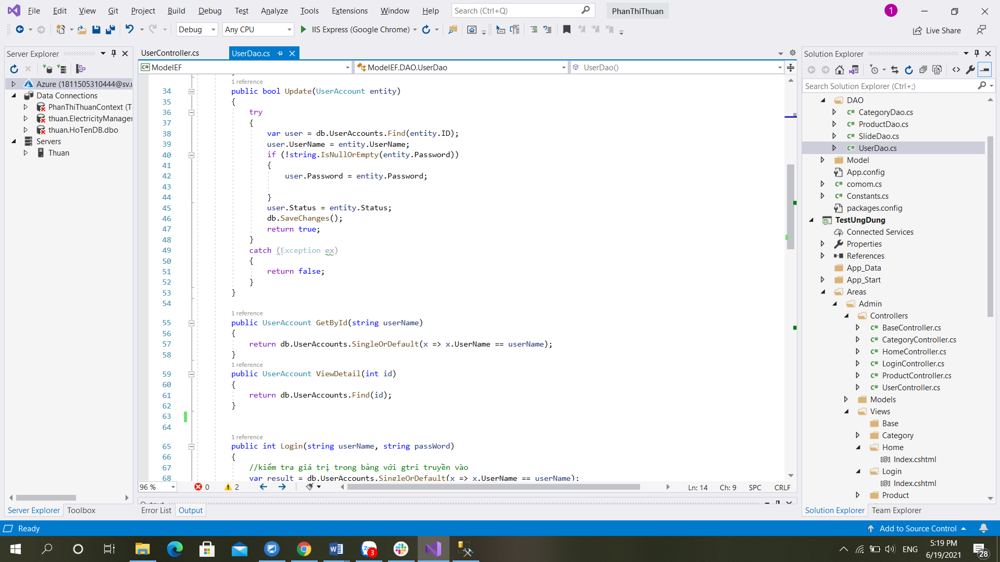 File Edit View Git Project Build Debug Test Analyze Tools Extensions Window Help Search (Ctrl+Q) PhanThiThuan 1
Debug Any CPU IIS Express (Google Chrome) Live Share
Server Explorer
Azure (1811505310444@sv.u
Data Connections
PhanThiThuanContext (T
thuan.ElectricityManager
thuan.HoTenDB.dbo
Servers
Thuan
Server Explorer Toolbox
UserController.cs UserDao.cs
ModelEF ModelEF.DAO.UserDao UserDao()
1 reference
34 public bool Update(UserAccount entity)
35 {
36 try
37 {
38 var user = db.UserAccounts.Find(entity.ID);
39 user.UserName = entity.UserName;
40 if (!string.IsNullOrEmpty(entity.Password))
41 {
42 user.Password = entity.Password;
43
44 }
45 user.Status = entity.Status;
46 db.SaveChanges();
47 return true;
48 }
49 catch (Exception ex)
50 {
51 return false;
52 }
53 }
54
1 reference
55 public UserAccount GetById(string userName)
56 {
57 return db.UserAccounts.SingleOrDefault(x => x.UserName == userName);
58 }
1 reference
59 public UserAccount ViewDetail(int id)
60 {
61 return db.UserAccounts.Find(id);
62 }
63
64
1 reference
65 public int Login(string userName, string passWord)
66 {
67 //kiểm tra giá trị trong bảng với gtri truyền vào
68 var result = db.UserAccounts.SingleOrDefault(x => x.UserName == userName);
96 % 0 2 Ln: 14 Ch: 9 SPC CRLF
Output
Error List Output
Solution Explorer
Search Solution Explorer (Ctrl+;)
DAO
C# CategoryDao.cs
C# ProductDao.cs
C# SlideDao.cs
C# UserDao.cs
Model
App.config
C# comom.cs
C# Constants.cs
packages.config
TestUngDung
Connected Services
Properties
References
App_Data
App_Start
Areas
Admin
Controllers
C# BaseController.cs
C# CategoryController.cs
C# HomeController.cs
C# LoginController.cs
C# ProductController.cs
C# UserController.cs
Models
Views
Base
Category
Home
[@] Index.cshtml
Login
[@] Index.cshtml
Product
Solution Explorer Team Explorer
Ready Add to Source Control
3 ENG 5:19 PM
6/19/2021 28